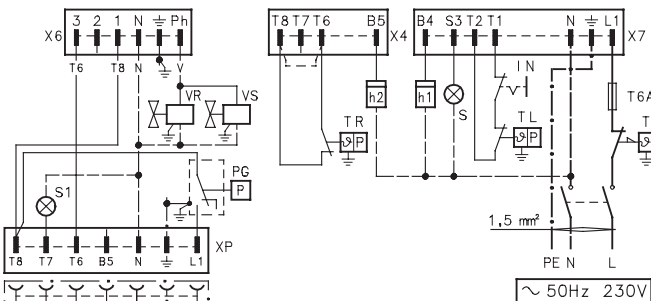 3 2 1 N Ph
X6
T6 T8 N V
VR VS
S1
PG
P
T8 T7 T6 B5 N L1
XP
T8 T7 T6 B5
X4
h2
TR
ϑ P
B4 S3 T2 T1 N L1
X7
h1
S
IN
TL
ϑ P
T6A
T
ϑ
1,5 mm²
PE N L
~ 50Hz 230V